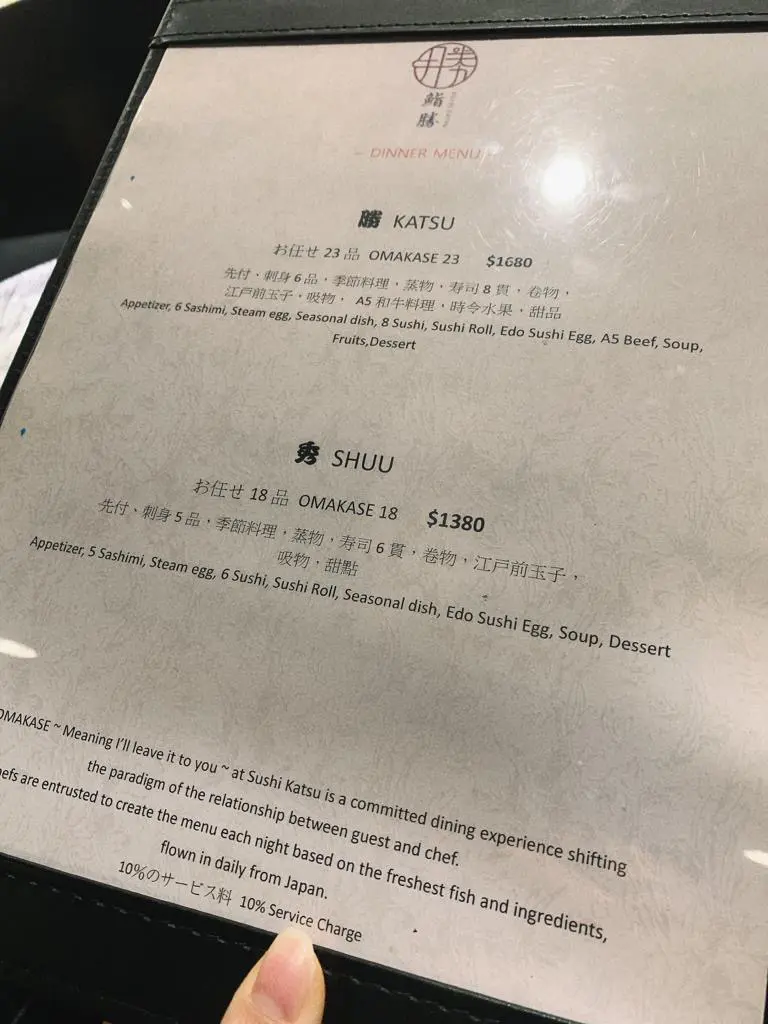 勝
鮨
勝
– DINNER MENU –
勝 KATSU
お任せ 23 品 OMAKASE 23 $1680
先付、刺身 6 品，季節料理，蒸物，寿司 8 貫，卷物，
江戸前玉子，吸物， A5 和牛料理，時令水果，甜品
Appetizer, 6 Sashimi, Steam egg, Seasonal dish, 8 Sushi, Sushi Roll, Edo Sushi Egg, A5 Beef, Soup,
Fruits,Dessert
秀 SHUU
お任せ 18 品 OMAKASE 18 $1380
先付、刺身 5 品，季節料理，蒸物，寿司 6 貫，卷物，江戸前玉子，
吸物，甜點
Appetizer, 5 Sashimi, Steam egg, 6 Sushi, Sushi Roll, Seasonal dish, Edo Sushi Egg, Soup, Dessert
OMAKASE ~ Meaning I'll leave it to you ~ at Sushi Katsu is a committed dining experience shifting
the paradigm of the relationship between guest and chef.
efs are entrusted to create the menu each night based on the freshest fish and ingredients,
flown in daily from Japan.
10%のサービス料 10% Service Charge